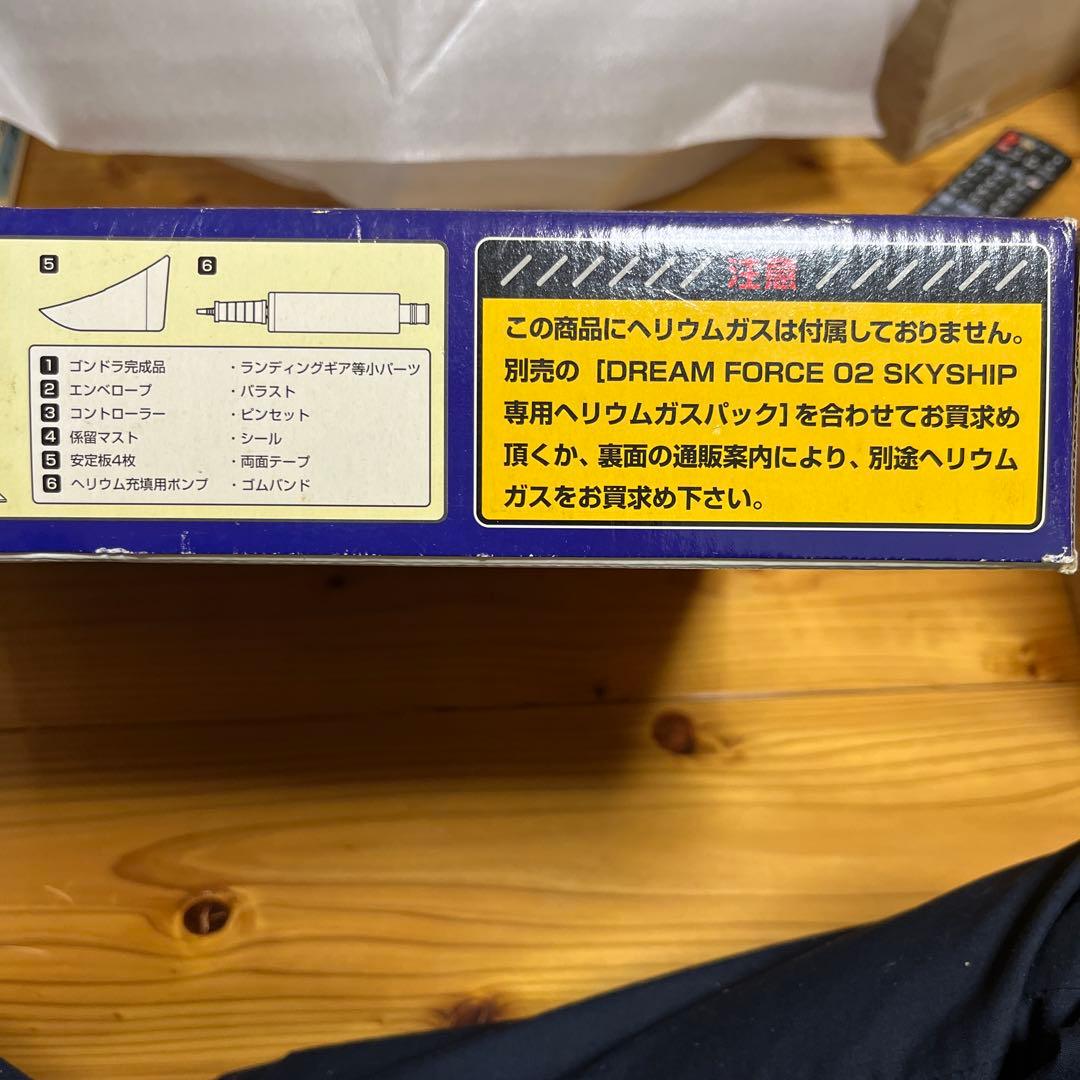 5
6
1 ゴンドラ完成品
2 エンベロープ
3 コントローラー
4 係留マスト
5 安定板4枚
6 ヘリウム充填用ポンプ
・ランディングギア等小パーツ
・バラスト
・ピンセット
・シール
・両面テープ
・ゴムバンド
注意
この商品にヘリウムガスは付属しておりません。
別売の [DREAM FORCE 02 SKYSHIP
専用ヘリウムガスパック]を合わせてお買求め
頂くか、裏面の通販案内により、別途ヘリウム
ガスをお買求め下さい。